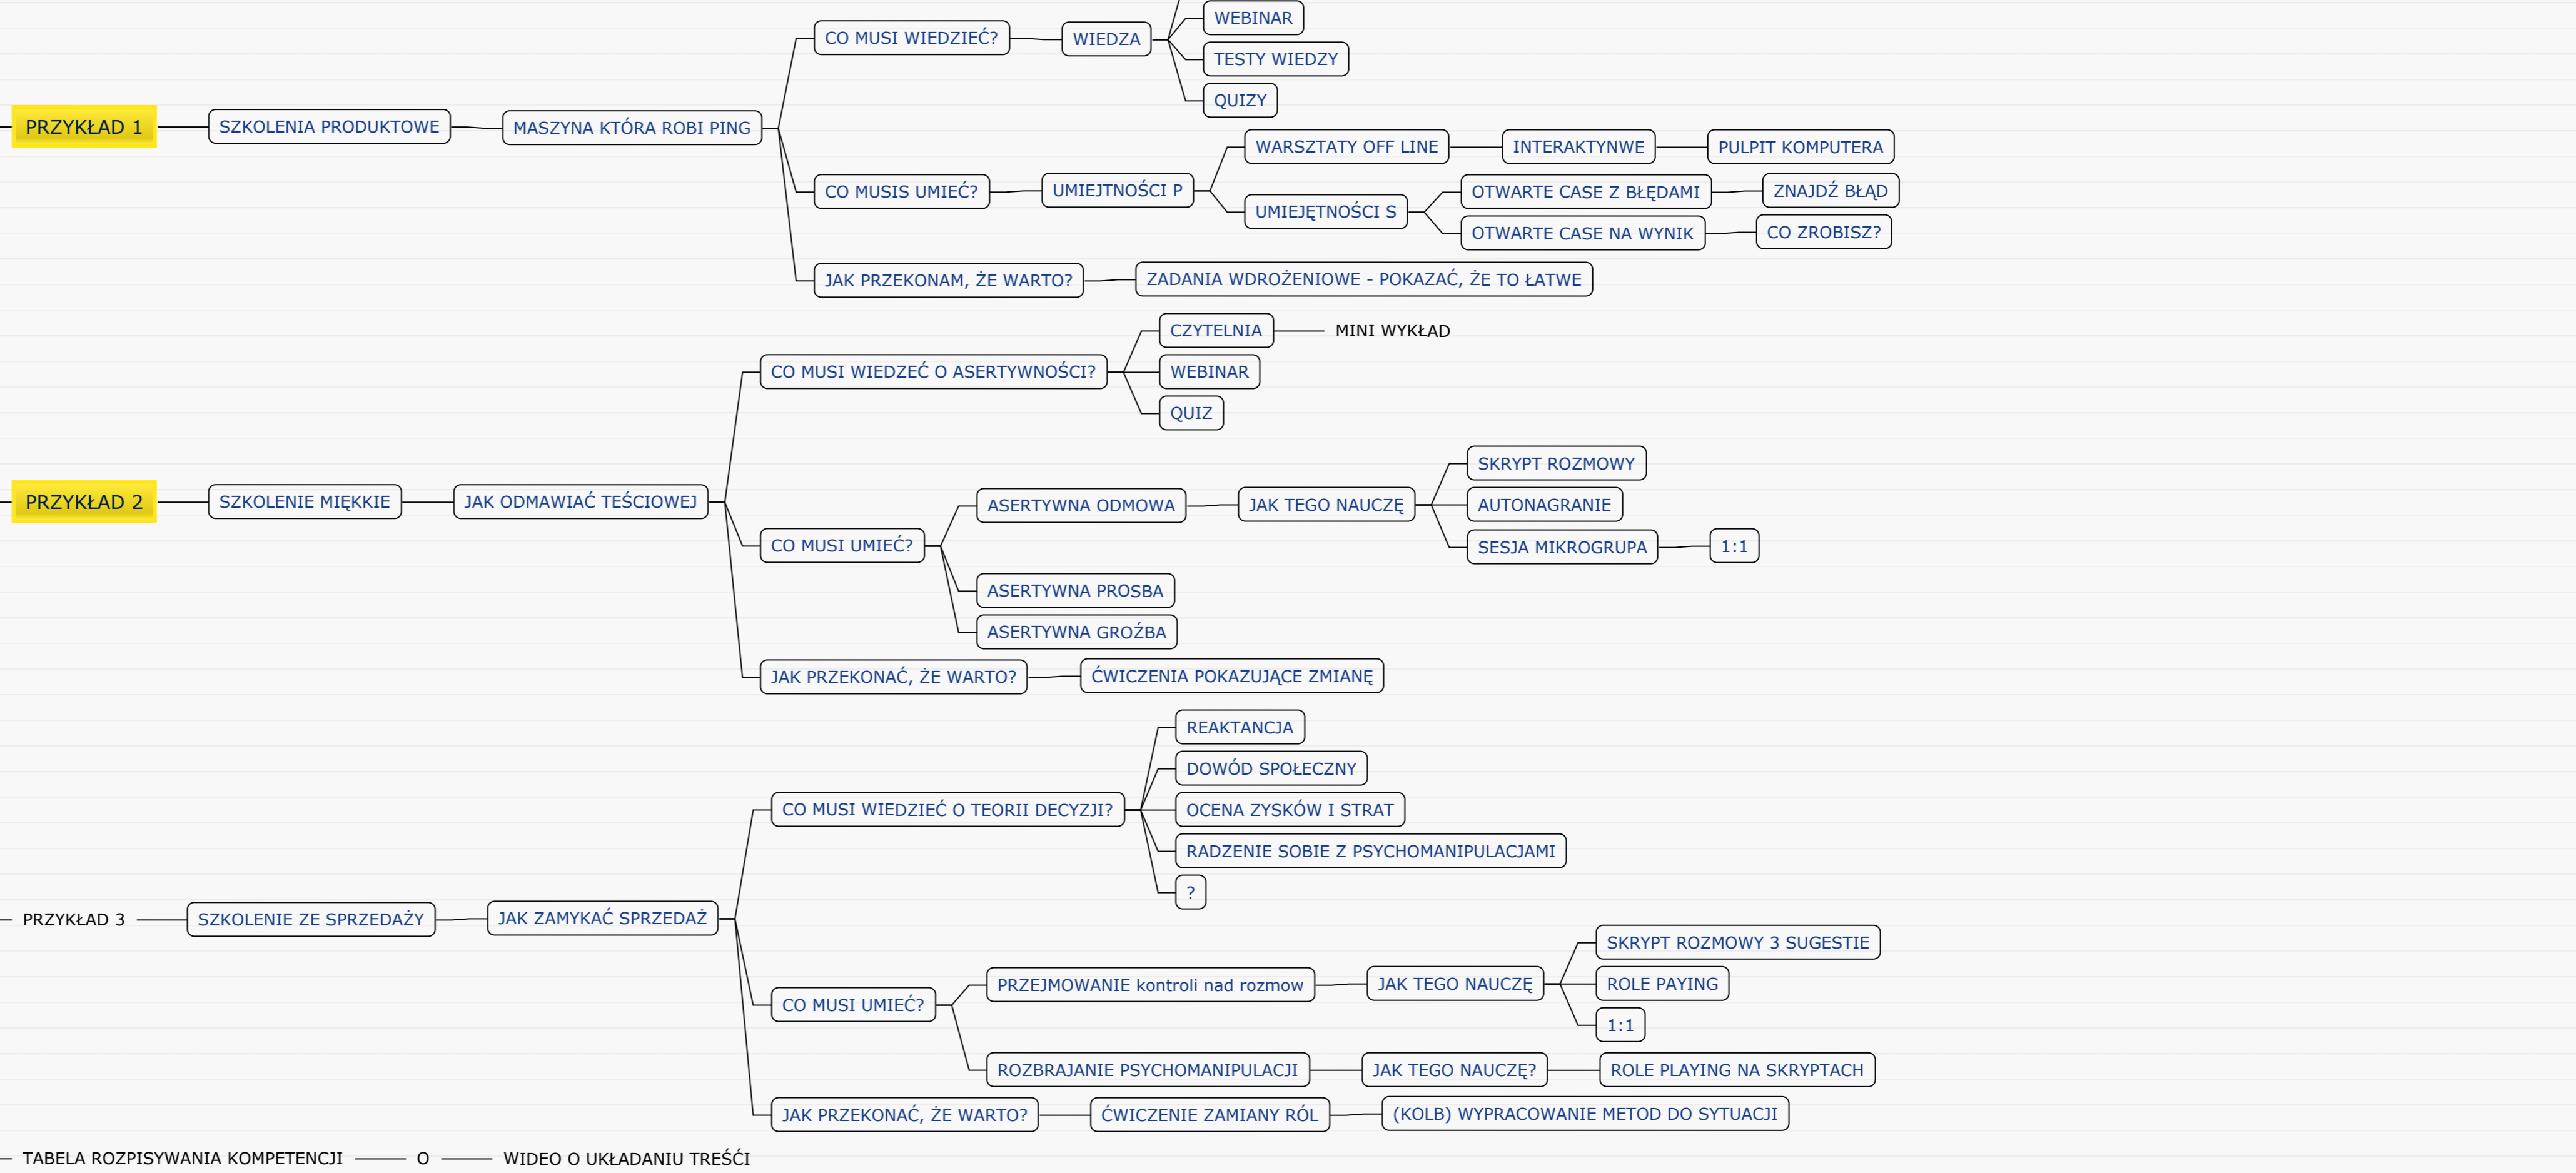 WEBINAR
CO MUSI WIEDZIEĆ?
WIEDZA
TESTY WIEDZY
QUIZY
PRZYKŁAD 1
SZKOLENIA PRODUKTOWE
MASZYNA KTÓRA ROBI PING
WARSZTATY OFF LINE
INTERAKTYNWE
PULPIT KOMPUTERA
CO MUSIS UMIEĆ?
UMIEJTNOŚCI P
UMIEJĘTNOŚCI S
OTWARTE CASE Z BŁĘDAMI
ZNAJDŹ BŁĄD
OTWARTE CASE NA WYNIK
CO ZROBISZ?
JAK PRZEKONAM, ŻE WARTO?
ZADANIA WDROŻENIOWE - POKAZAĆ, ŻE TO ŁATWE
CZYTELNIA
MINI WYKŁAD
CO MUSI WIEDZEĆ O ASERTYWNOŚCI?
WEBINAR
QUIZ
PRZYKŁAD 2
SZKOLENIE MIĘKKIE
JAK ODMAWIAĆ TEŚCIOWEJ
SKRYPT ROZMOWY
ASERTYWNA ODMOWA
JAK TEGO NAUCZĘ
AUTONAGRANIE
SESJA MIKROGRUPA
1:1
CO MUSI UMIEĆ?
ASERTYWNA PROSBA
ASERTYWNA GROŹBA
JAK PRZEKONAĆ, ŻE WARTO?
ĆWICZENIA POKAZUJĄCE ZMIANĘ
REAKTANCJA
DOWÓD SPOŁECZNY
CO MUSI WIEDZIEĆ O TEORII DECYZJI?
OCENA ZYSKÓW I STRAT
RADZENIE SOBIE Z PSYCHOMANIPULACJAMI
?
PRZYKŁAD 3
SZKOLENIE ZE SPRZEDAŻY
JAK ZAMYKAĆ SPRZEDAŻ
SKRYPT ROZMOWY 3 SUGESTIE
PRZEJMOWANIE kontroli nad rozmow
JAK TEGO NAUCZĘ
ROLE PAYING
1:1
CO MUSI UMIEĆ?
ROZBRAJANIE PSYCHOMANIPULACJI
JAK TEGO NAUCZĘ?
ROLE PLAYING NA SKRYPTACH
JAK PRZEKONAĆ, ŻE WARTO?
ĆWICZENIE ZAMIANY RÓL
(KOLB) WYPRACOWANIE METOD DO SYTUACJI
TABELA ROZPISYWANIA KOMPETENCJI
O
WIDEO O UKŁADANIU TREŚĆI